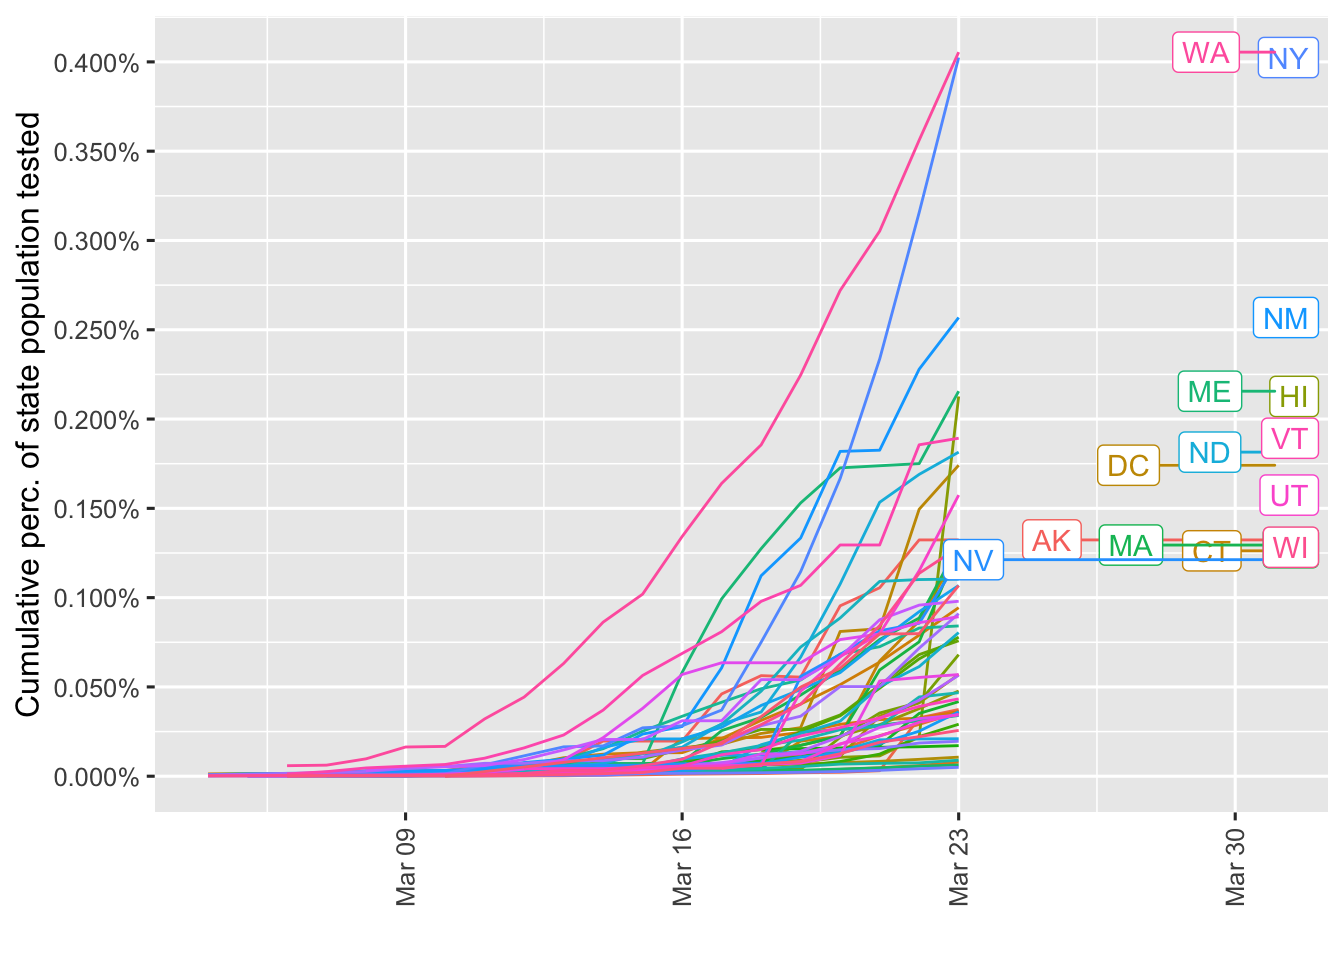 Cumulative perc. of state population tested
0.400%
0.350%
0.300%
0.250%
0.200%
0.150%
0.100%
0.050%
0.000%
WA
NY
NM
ME
HI
VT
ND
DC
UT
AK
MA
CT
WI
NV
Mar 09
Mar 16
Mar 23
Mar 30